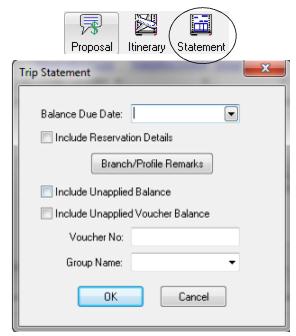 Proposal Itinerary Statement
Trip Statement
Balance Due Date:
Include Reservation Details
Branch/Profile Remarks
Include Unapplied Balance
Include Unapplied Voucher Balance
Voucher No:
Group Name:
OK Cancel